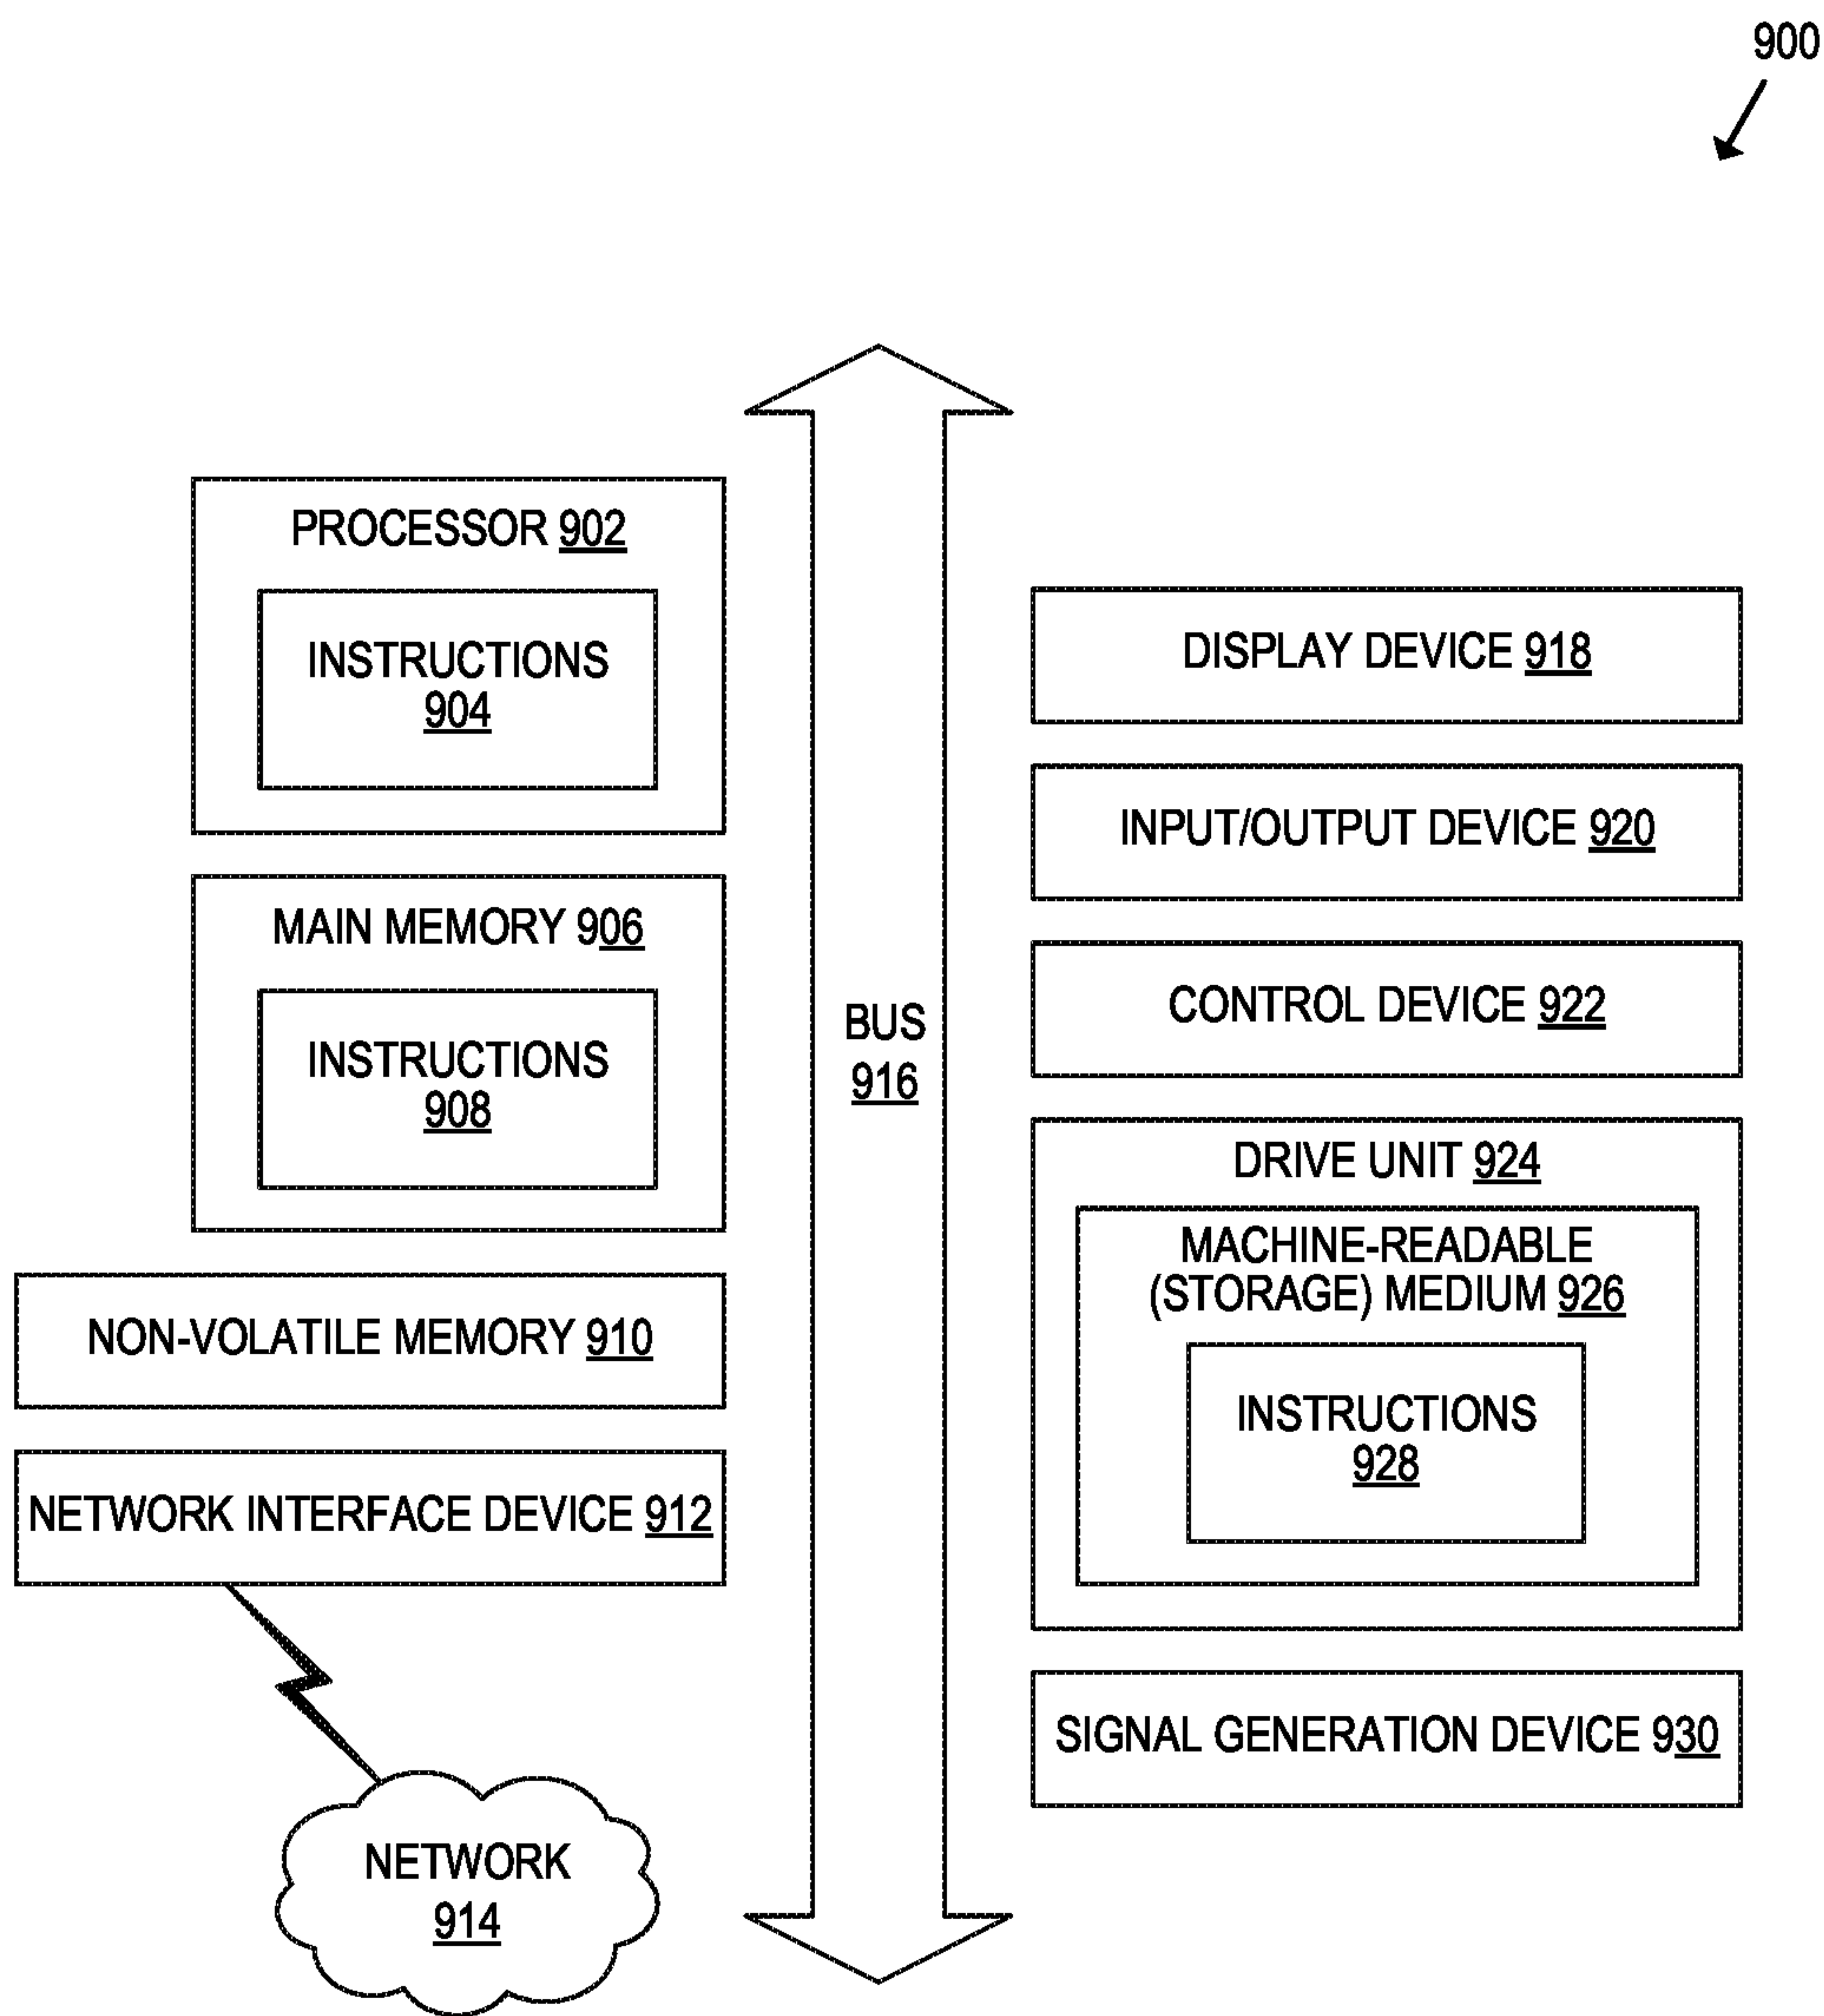 900
PROCESSOR 902
INSTRUCTIONS
904
MAIN MEMORY 906
INSTRUCTIONS
908
NON-VOLATILE MEMORY 910
NETWORK INTERFACE DEVICE 912
NETWORK
914
BUS
916
DISPLAY DEVICE 918
INPUT/OUTPUT DEVICE 920
CONTROL DEVICE 922
DRIVE UNIT 924
MACHINE-READABLE
(STORAGE) MEDIUM 926
INSTRUCTIONS
928
SIGNAL GENERATION DEVICE 930